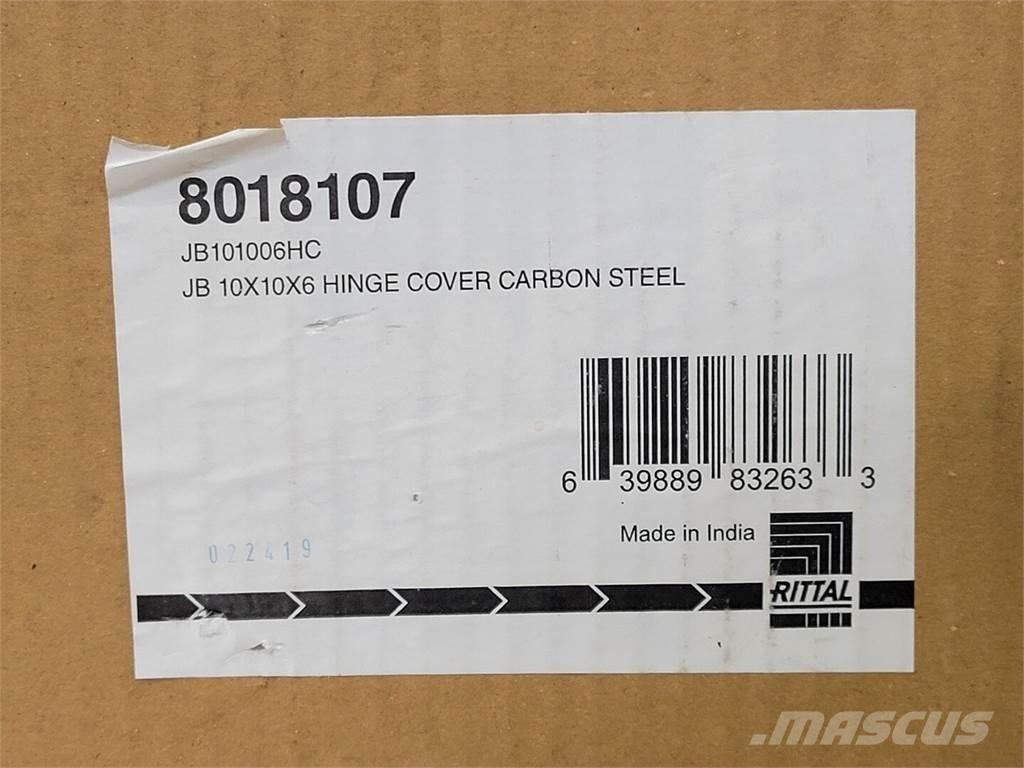 8018107
JB101006HC
JB 10X10X6 HINGE COVER CARBON STEEL
6 39889 83263 3
Made in India
RITTAL
022419
.MASCUS